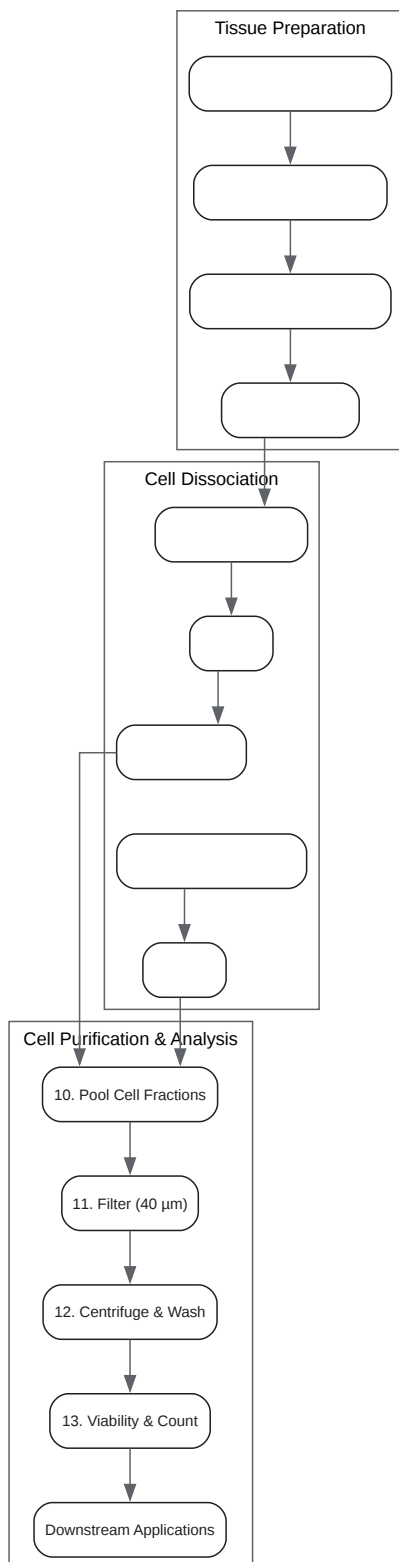 Tissue Preparation
Cell Dissociation
Cell Purification & Analysis
10. Pool Cell Fractions
11. Filter (40 µm)
12. Centrifuge & Wash
13. Viability & Count
Downstream Applications